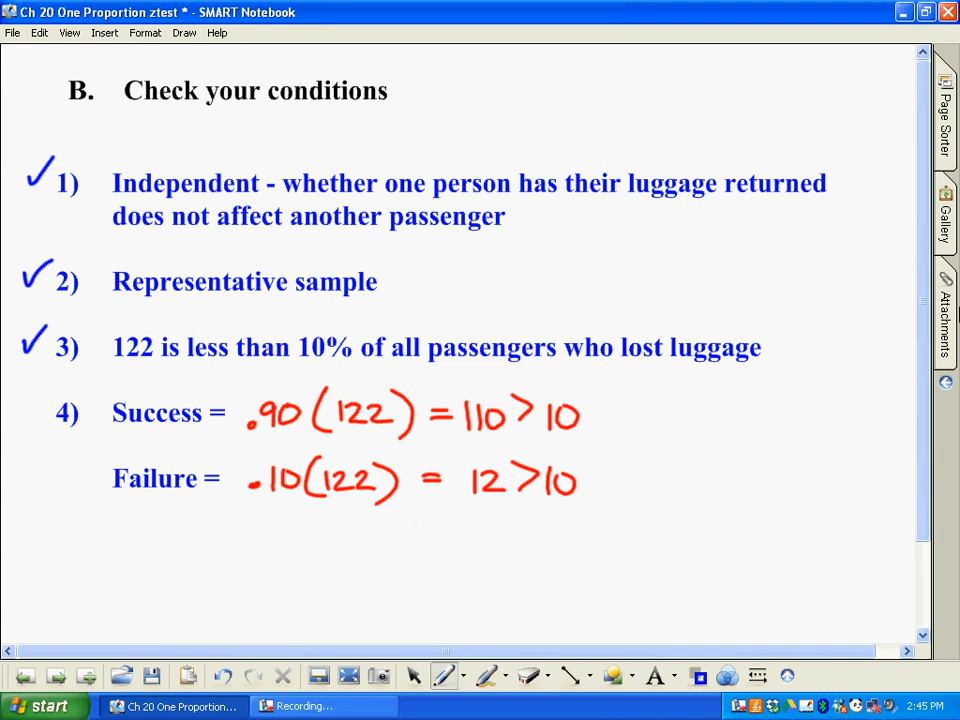 Ch 20 One Proportion ztest * - SMART Notebook
File Edit View Insert Format Draw Help
B. Check your conditions
1) Independent - whether one person has their luggage returned
does not affect another passenger
2) Representative sample
3) 122 is less than 10% of all passengers who lost luggage
4) Success = .90 (122) = 110 > 10
Failure = .10 (122) = 12 > 10
Page Sorter
Gallery
Attachments
start
Ch 20 One Proportion...
Recording...
2:45 PM